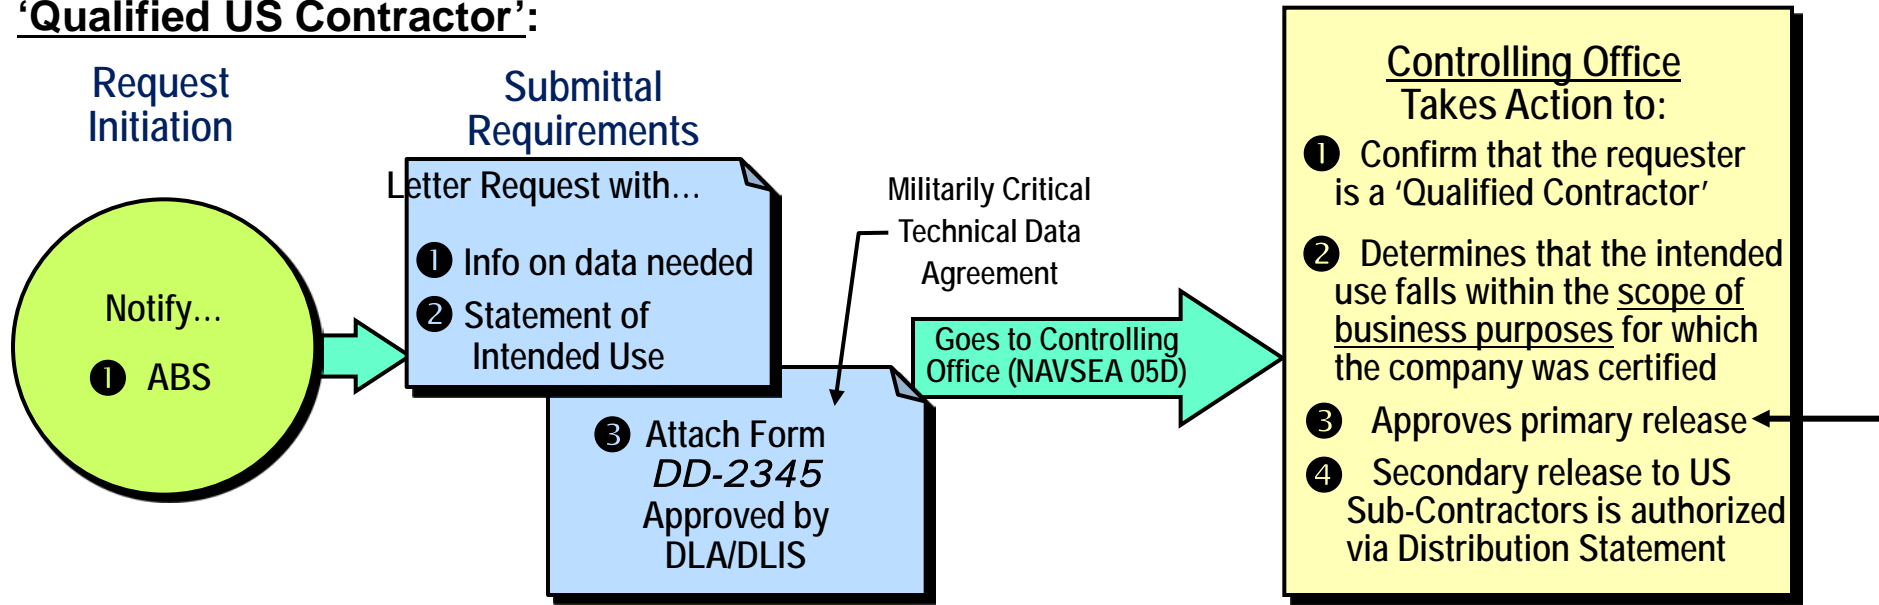 ‘Qualified US Contractor’:
Request
Initiation
Notify...
❶ ABS
Submittal
Requirements
Letter Request with...
❶ Info on data needed
❷ Statement of
Intended Use
❸ Attach Form
DD-2345
Approved by
DLA/DLIS
Militarily Critical
Technical Data
Agreement
Goes to Controlling
Office (NAVSEA 05D)
Controlling Office
Takes Action to:
❶ Confirm that the requester
is a ‘Qualified Contractor’
❷ Determines that the intended
use falls within the scope of
business purposes for which
the company was certified
❸ Approves primary release
❹ Secondary release to US
Sub-Contractors is authorized
via Distribution Statement